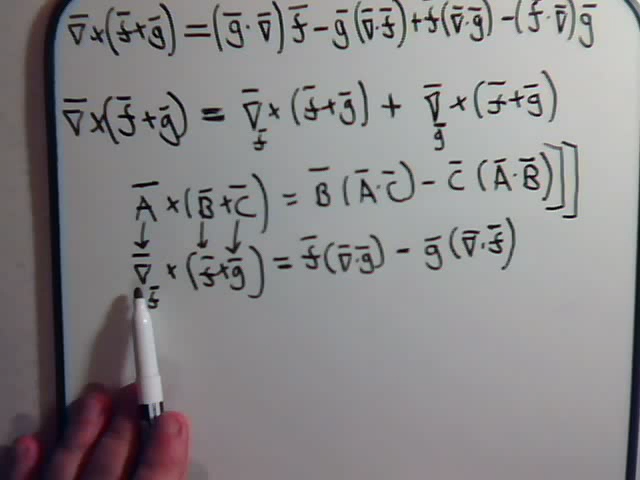 ∇̅×(f̅+g̅)=(g̅·∇̅)f̅-g̅(∇̅·f̅)+f̅(∇̅·g̅)-(f̅·∇̅)g̅
∇̅×(f̅+g̅) = ∇̅_f̅×(f̅+g̅) + ∇̅_g̅×(f̅+g̅)
A̅×(B̅+C̅) = B̅(A̅·C̅) - C̅(A̅·B̅)]]
↓ ↓ ↓
∇̅_f̅×(f̅+g̅) = f̅(∇̅·g̅) - g̅(∇̅·f̅)